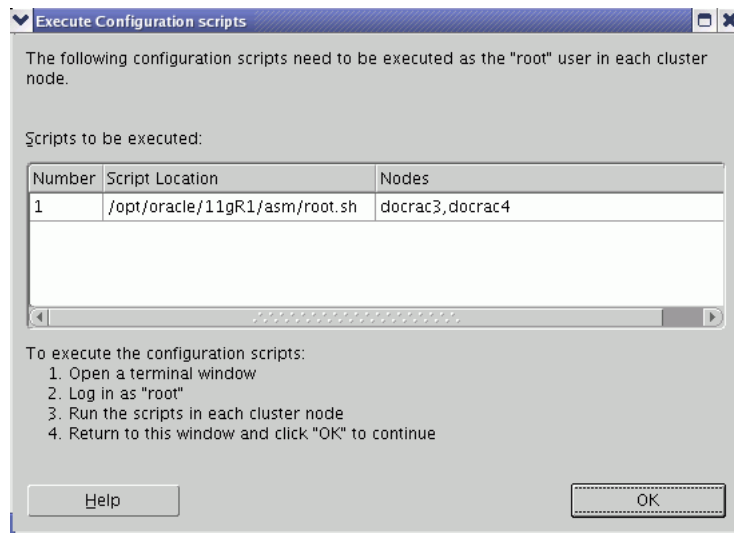 Execute Configuration scripts
The following configuration scripts need to be executed as the "root" user in each cluster
node.
Scripts to be executed:
Number Script Location Nodes
1 /opt/oracle/11gR1/asm/root.sh docrac3,docrac4
To execute the configuration scripts:
1. Open a terminal window
2. Log in as "root"
3. Run the scripts in each cluster node
4. Return to this window and click "OK" to continue
Help OK